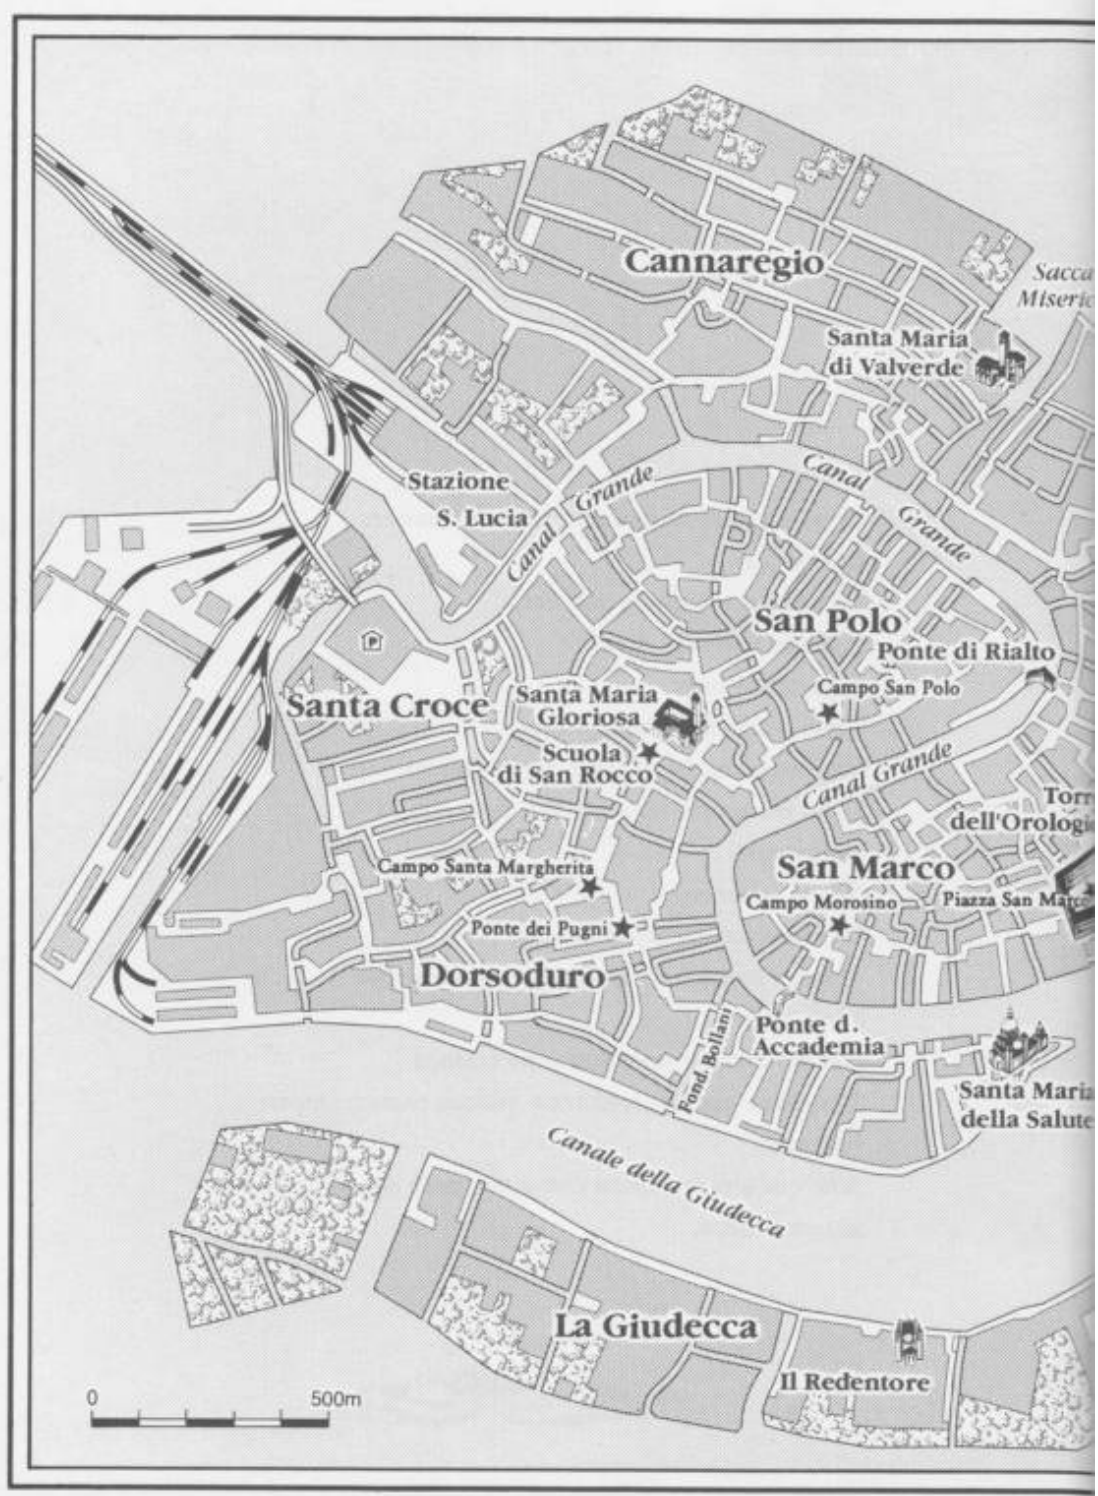 Cannaregio
Sacca
Miseric
Santa Maria
di Valverde
Stazione
S. Lucia
Canal Grande
Canal Grande
P
San Polo
Ponte di Rialto
Campo San Polo
Santa Croce
Santa Maria
Gloriosa
Scuola
di San Rocco
Canal Grande
Torr
dell'Orologi
San Marco
Campo Santa Margherita
Campo Morosino
Piazza San Marco
Ponte dei Pugni
Dorsoduro
Fond. Bollani
Ponte d.
Accademia
Santa Maria
della Salute
Canale della Giudecca
La Giudecca
Il Redentore
0 500m